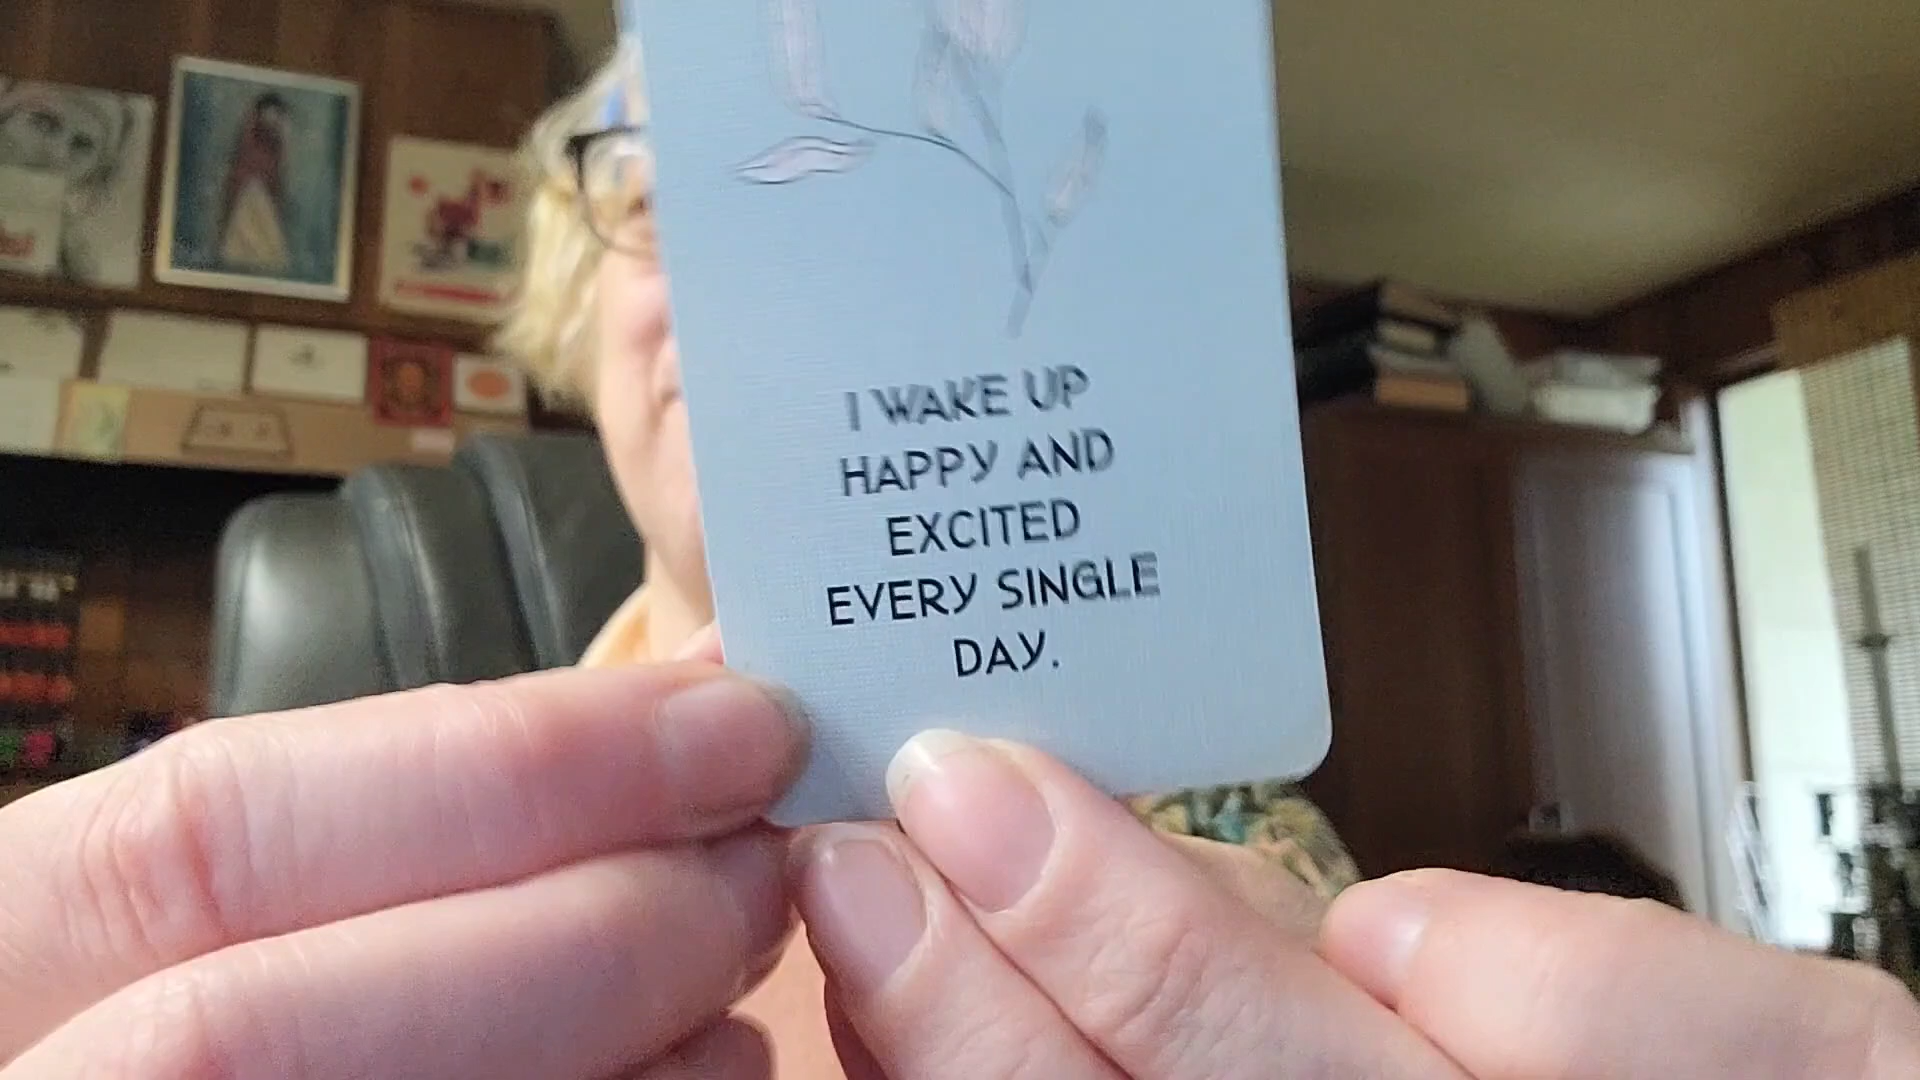 I WAKE UP
HAPPY AND
EXCITED
EVERY SINGLE
DAY.